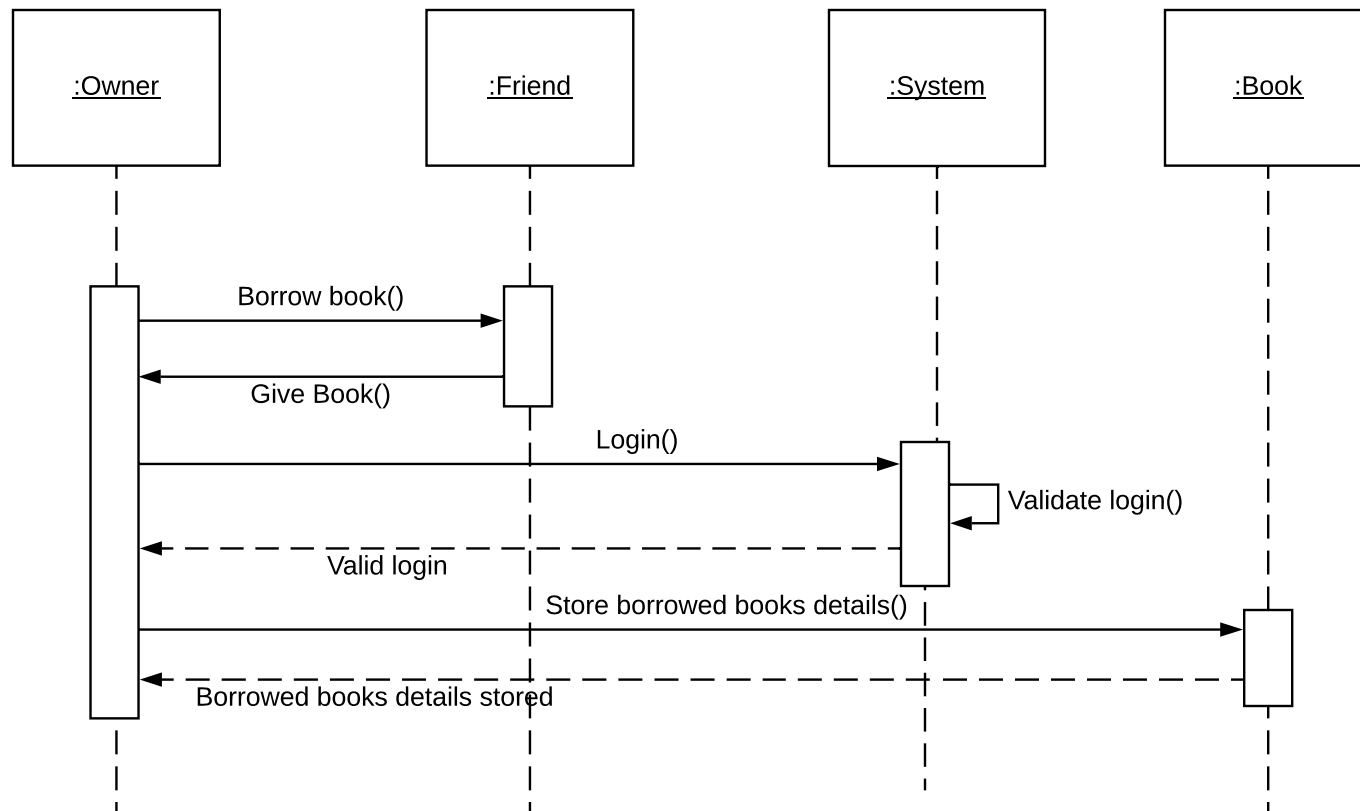 :Owner
:Friend
:System
:Book
Borrow book()
Give Book()
Login()
Validate login()
Valid login
Store borrowed books details()
Borrowed books details stored